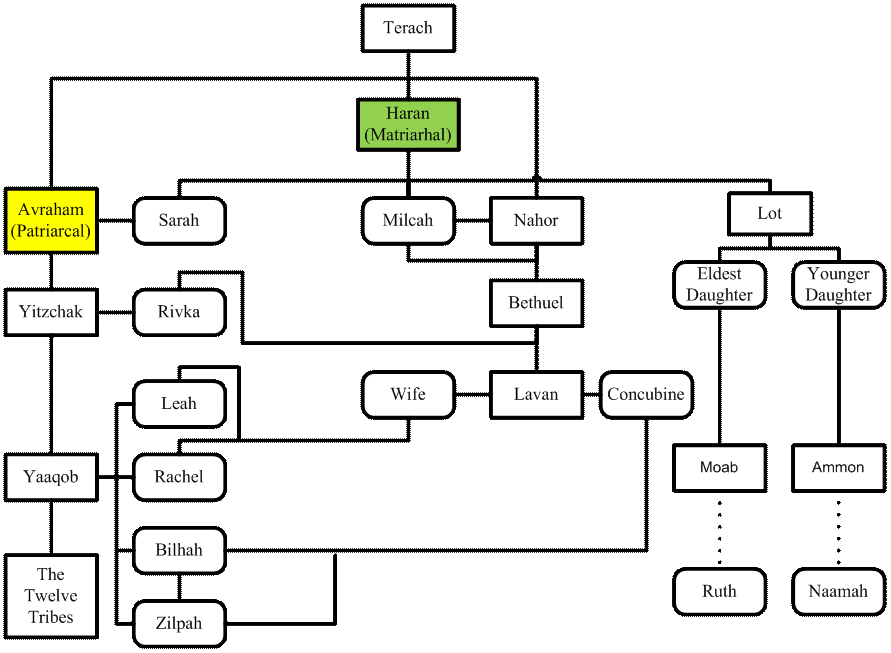 Terach
Haran
(Matriarhal)
Avraham
(Patriarcal)
Sarah
Milcah
Nahor
Lot
Eldest
Daughter
Younger
Daughter
Yitzchak
Rivka
Bethuel
Leah
Wife
Lavan
Concubine
Yaaqob
Rachel
Moab
Ammon
Bilhah
The
Twelve
Tribes
Zilpah
Ruth
Naamah